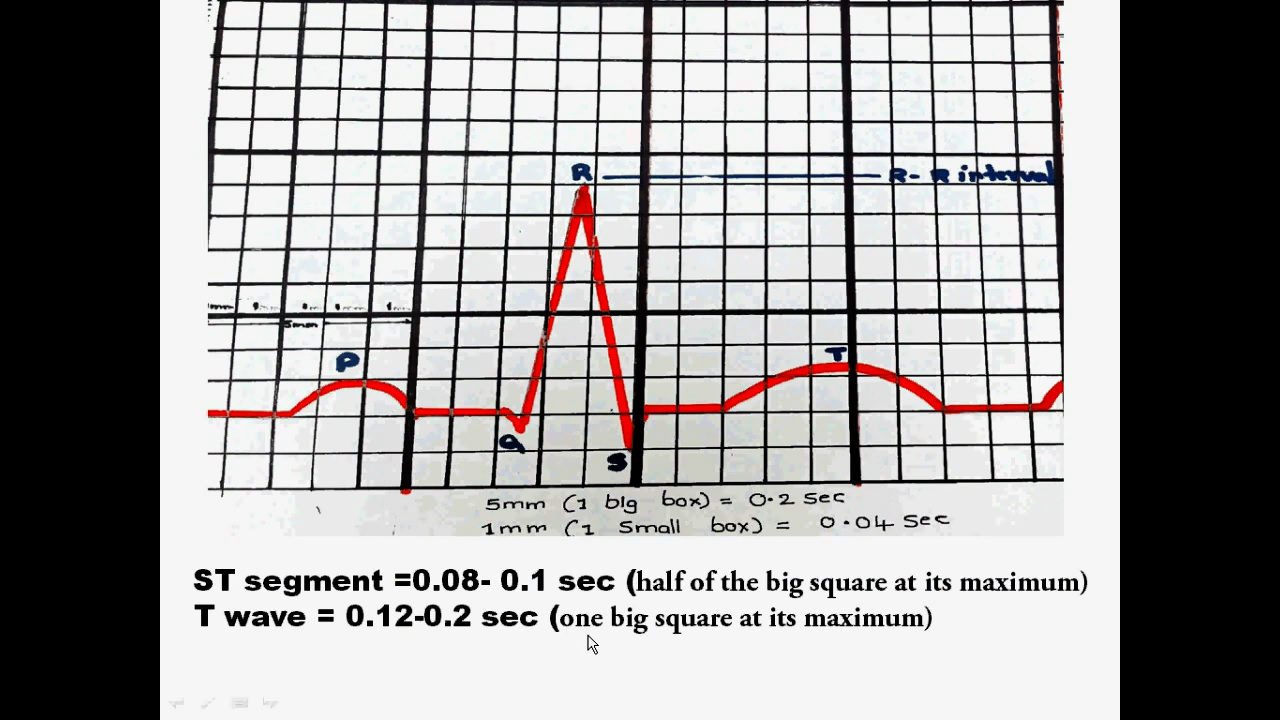 R
R- R interval
1mm
5mm
P
T
Q
S
5mm (1 big box) = 0.2 Sec
1mm (1 Small box) = 0.04 Sec
ST segment =0.08- 0.1 sec (half of the big square at its maximum)
T wave = 0.12-0.2 sec (one big square at its maximum)